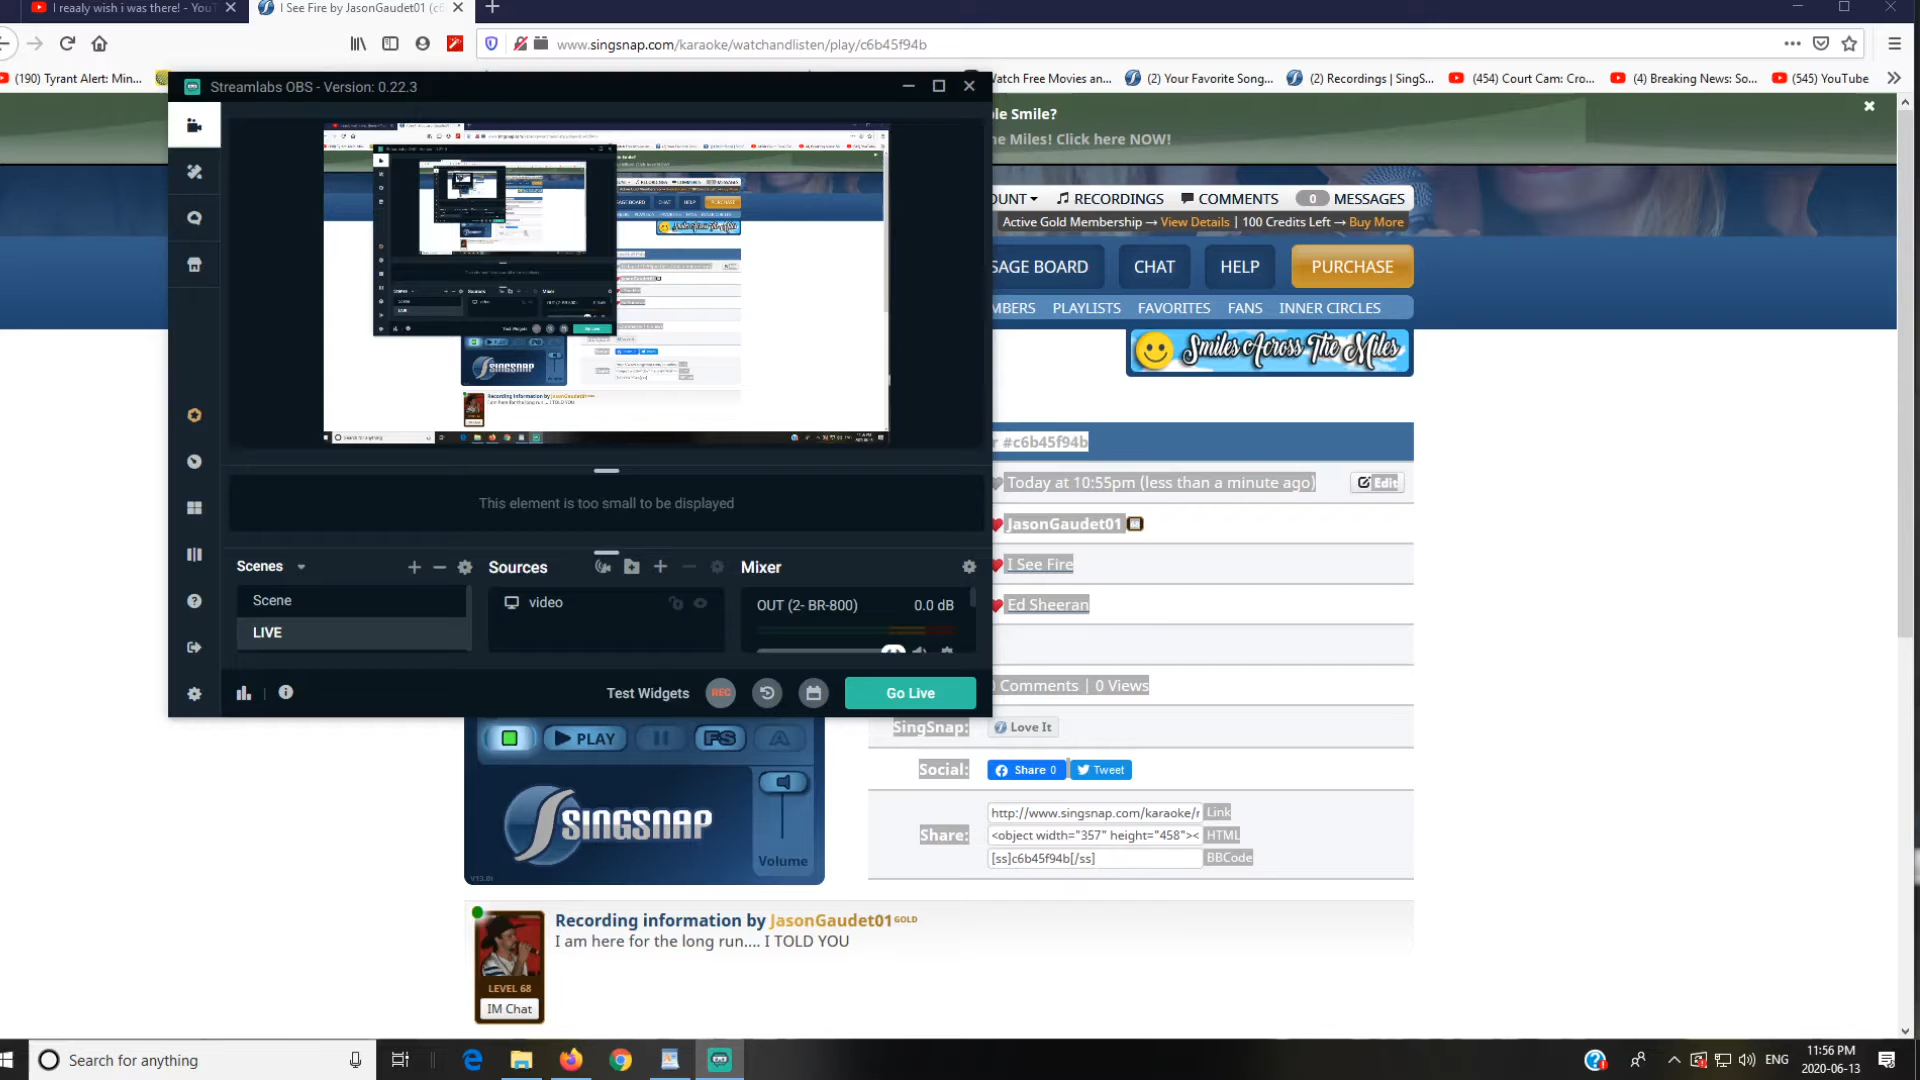 I reaaly wish i was there! - YouT
I See Fire by JasonGaudet01 (c6
www.singsnap.com/karaoke/watchandlisten/play/c6b45f94b
(190) Tyrant Alert: Min...
Watch Free Movies an...
(2) Your Favorite Song...
(2) Recordings | SingS...
(454) Court Cam: Cro...
(4) Breaking News: So...
(545) YouTube
Streamlabs OBS - Version: 0.22.3
le Smile?
ne Miles! Click here NOW!
OUNT
RECORDINGS
COMMENTS
0 MESSAGES
Active Gold Membership → View Details | 100 Credits Left → Buy More
SAGE BOARD
CHAT
HELP
PURCHASE
MBERS
PLAYLISTS
FAVORITES
FANS
INNER CIRCLES
Smiles Across The Miles
r #c6b45f94b
Today at 10:55pm (less than a minute ago)
Edit
This element is too small to be displayed
JasonGaudet01
I See Fire
Ed Sheeran
Scenes
Sources
Mixer
Scene
LIVE
video
OUT (2- BR-800)
0.0 dB
0 Comments | 0 Views
Test Widgets
REC
Go Live
SingSnap:
Love It
PLAY
FS
A
Social:
Share 0
Tweet
SINGSNAP
Volume
Share:
http://www.singsnap.com/karaoke/r
Link
<object width="357" height="458"><
HTML
[ss]c6b45f94b[/ss]
BBCode
Recording information by JasonGaudet01 GOLD
I am here for the long run.... I TOLD YOU
LEVEL 68
IM Chat
Search for anything
ENG
11:56 PM
2020-06-13